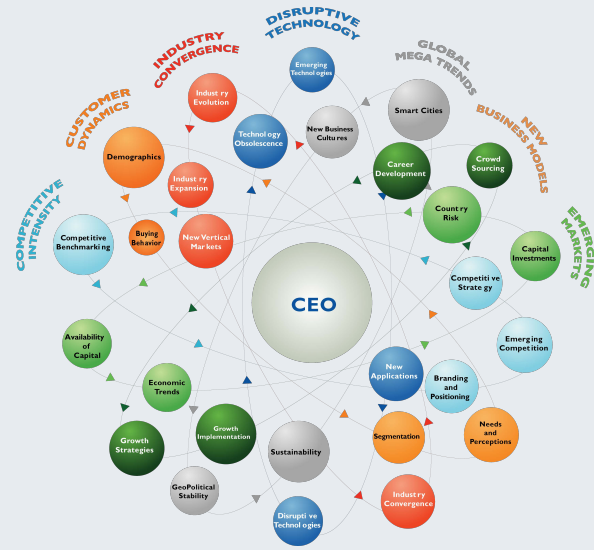 DISRUPTIVE
TECHNOLOGY
INDUSTRY
CONVERGENCE
GLOBAL
MEGA TRENDS
CUSTOMER
DYNAMICS
NEW
BUSINESS MODELS
COMPETITIVE
INTENSITY
EMERGING
MARKETS
Emerging
Technologies
Industry
Evolution
Smart Cities
Technology
Obsolescence
New Business
Cultures
Demographics
Career
Development
Crowd
Sourcing
Industry
Expansion
Country
Risk
Competitive
Benchmarking
Buying
Behavior
New Vertical
Markets
Capital
Investments
Competitive
Strategy
CEO
Availability
of
Capital
Emerging
Competition
Economic
Trends
New
Applications
Branding
and
Positioning
Growth
Strategies
Growth
Implementation
Sustainability
Segmentation
Needs
and
Perceptions
GeoPolitical
Stability
Industry
Convergence
Disruptive
Technologies